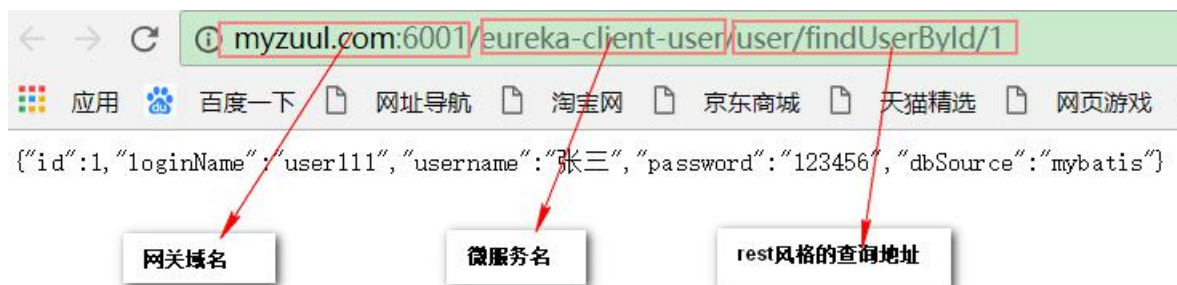 myzuul.com:6001/eureka-client-user/user/findUserById/1
应用 百度一下 网址导航 淘宝网 京东商城 天猫精选 网页游戏
{"id":1,"loginName":"user111","username":"张三","password":"123456","dbSource":"mybatis"}
网关域名 微服务名 rest风格的查询地址